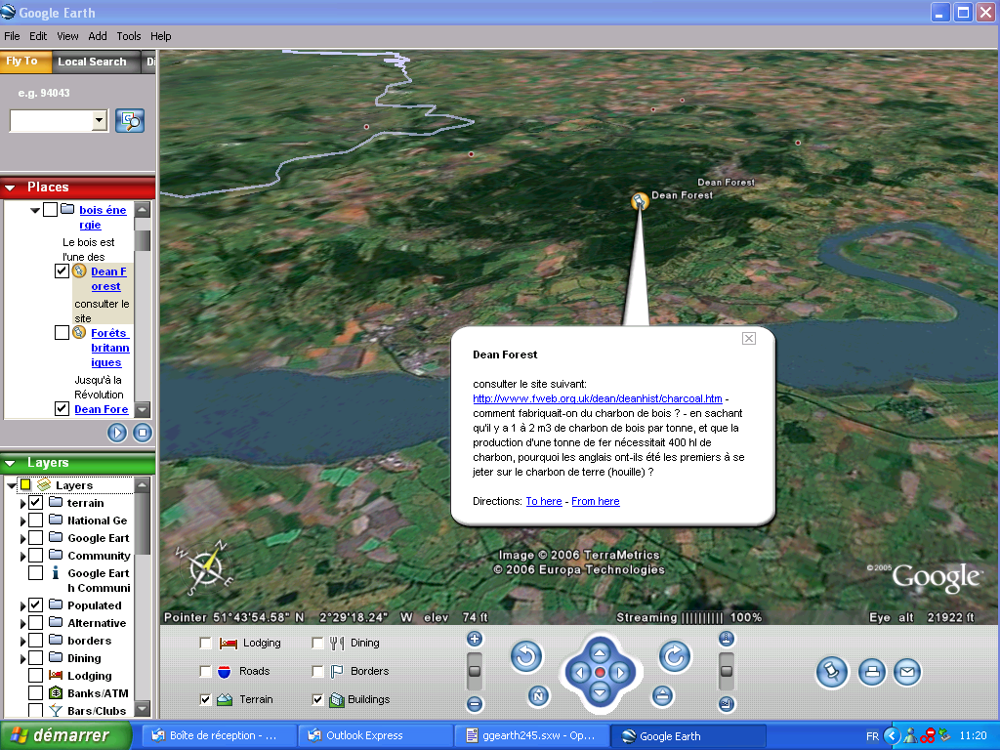 Google Earth
File Edit View Add Tools Help
Fly To Local Search Di
e.g. 94043
Places
bois éne
rgie
Le bois est
l'une des
Dean F
orest
consulter le
site
Forêts
britann
iques
Jusqu'à la
Révolution
Dean Fore
Layers
Layers
terrain
National Ge
Google Eart
Community
Google Eart
h Communi
Populated
Alternative
borders
Dining
Lodging
Banks/ATM
Bars/Clubs
Dean Forest
Dean Forest
Dean Forest
consulter le site suivant:
http://www.fweb.org.uk/dean/deanhist/charcoal.htm -
comment fabriquait-on du charbon de bois ? - en sachant
qu'il y a 1 à 2 m3 de charbon de bois par tonne, et que la
production d'une tonne de fer nécessitait 400 hl de
charbon, pourquoi les anglais ont-ils été les premiers à se
jeter sur le charbon de terre (houille) ?
Directions: To here - From here
N
W
E
S
Image © 2006 TerraMetrics
© 2006 Europa Technologies
©2005 Google™
Pointer 51°43'54.58" N 2°29'18.24" W elev 74 ft Streaming |||||||||| 100% Eye alt 21922 ft
Lodging Dining
Roads Borders
Terrain Buildings
N
démarrer Boîte de réception - ... Outlook Express ggearth245.sxw - Op... Google Earth FR 11:20